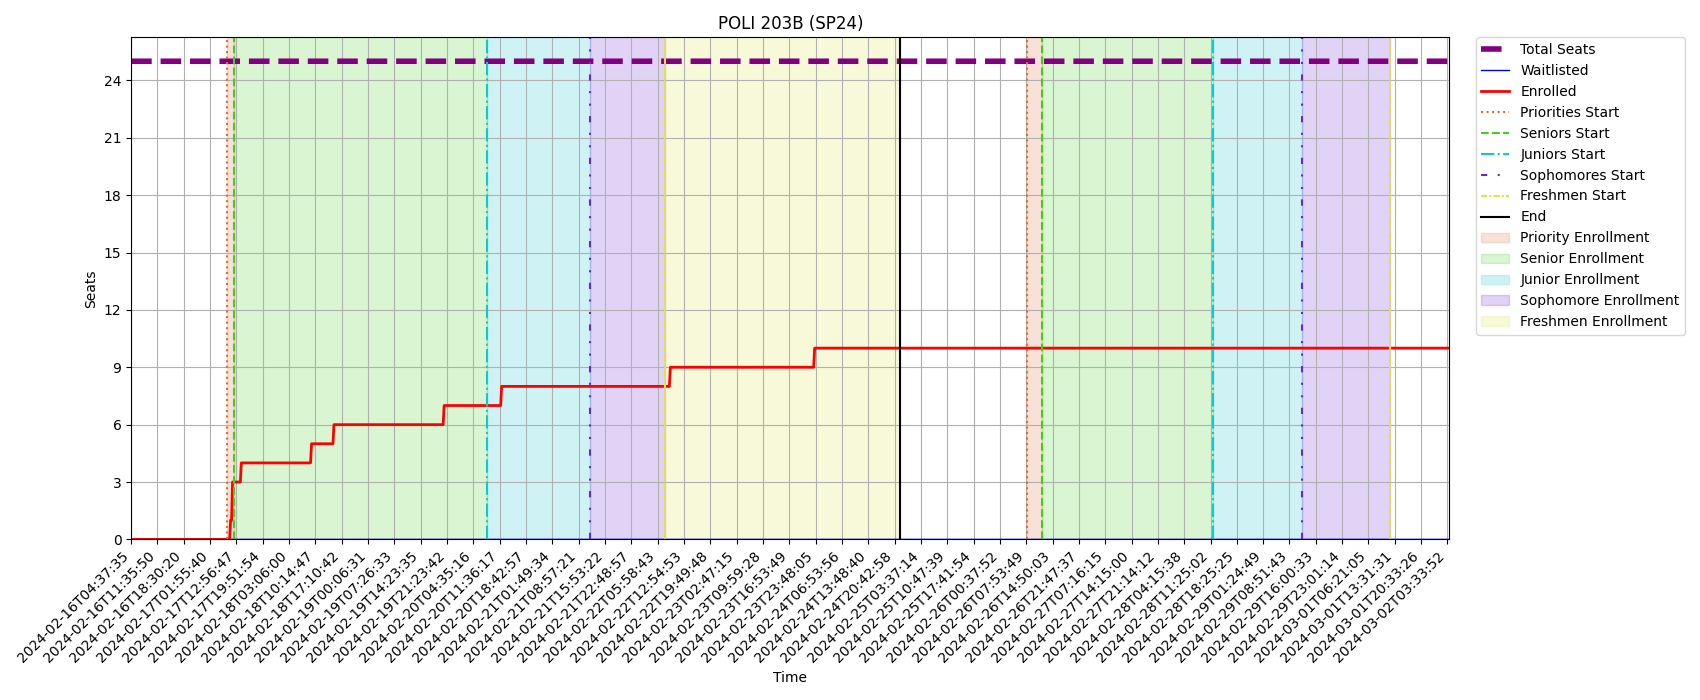 POLI 203B (SP24)
Seats
24
21
18
15
12
9
6
3
0
2024-02-16T04:37:35
2024-02-16T11:35:50
2024-02-16T18:30:20
2024-02-17T01:55:40
2024-02-17T12:56:47
2024-02-17T19:51:54
2024-02-18T03:06:00
2024-02-18T10:14:47
2024-02-18T17:10:42
2024-02-19T00:06:31
2024-02-19T07:26:33
2024-02-19T14:23:35
2024-02-19T21:23:42
2024-02-20T04:35:16
2024-02-20T11:36:17
2024-02-20T18:42:57
2024-02-21T01:49:34
2024-02-21T08:57:21
2024-02-21T15:53:22
2024-02-21T22:48:57
2024-02-22T05:58:43
2024-02-22T12:54:53
2024-02-22T19:49:48
2024-02-23T02:47:15
2024-02-23T09:59:28
2024-02-23T16:53:49
2024-02-23T23:48:05
2024-02-24T06:53:56
2024-02-24T13:48:40
2024-02-24T20:42:58
2024-02-25T03:37:14
2024-02-25T10:47:39
2024-02-25T17:41:54
2024-02-26T00:37:52
2024-02-26T07:53:49
2024-02-26T14:50:03
2024-02-26T21:47:37
2024-02-27T07:16:15
2024-02-27T14:15:00
2024-02-27T21:14:12
2024-02-28T04:15:38
2024-02-28T11:25:02
2024-02-28T18:25:25
2024-02-29T01:24:49
2024-02-29T08:51:43
2024-02-29T16:00:33
2024-02-29T23:01:14
2024-03-01T06:21:05
2024-03-01T13:31:31
2024-03-01T20:33:26
2024-03-02T03:33:52
Time
Total Seats
Waitlisted
Enrolled
Priorities Start
Seniors Start
Juniors Start
Sophomores Start
Freshmen Start
End
Priority Enrollment
Senior Enrollment
Junior Enrollment
Sophomore Enrollment
Freshmen Enrollment